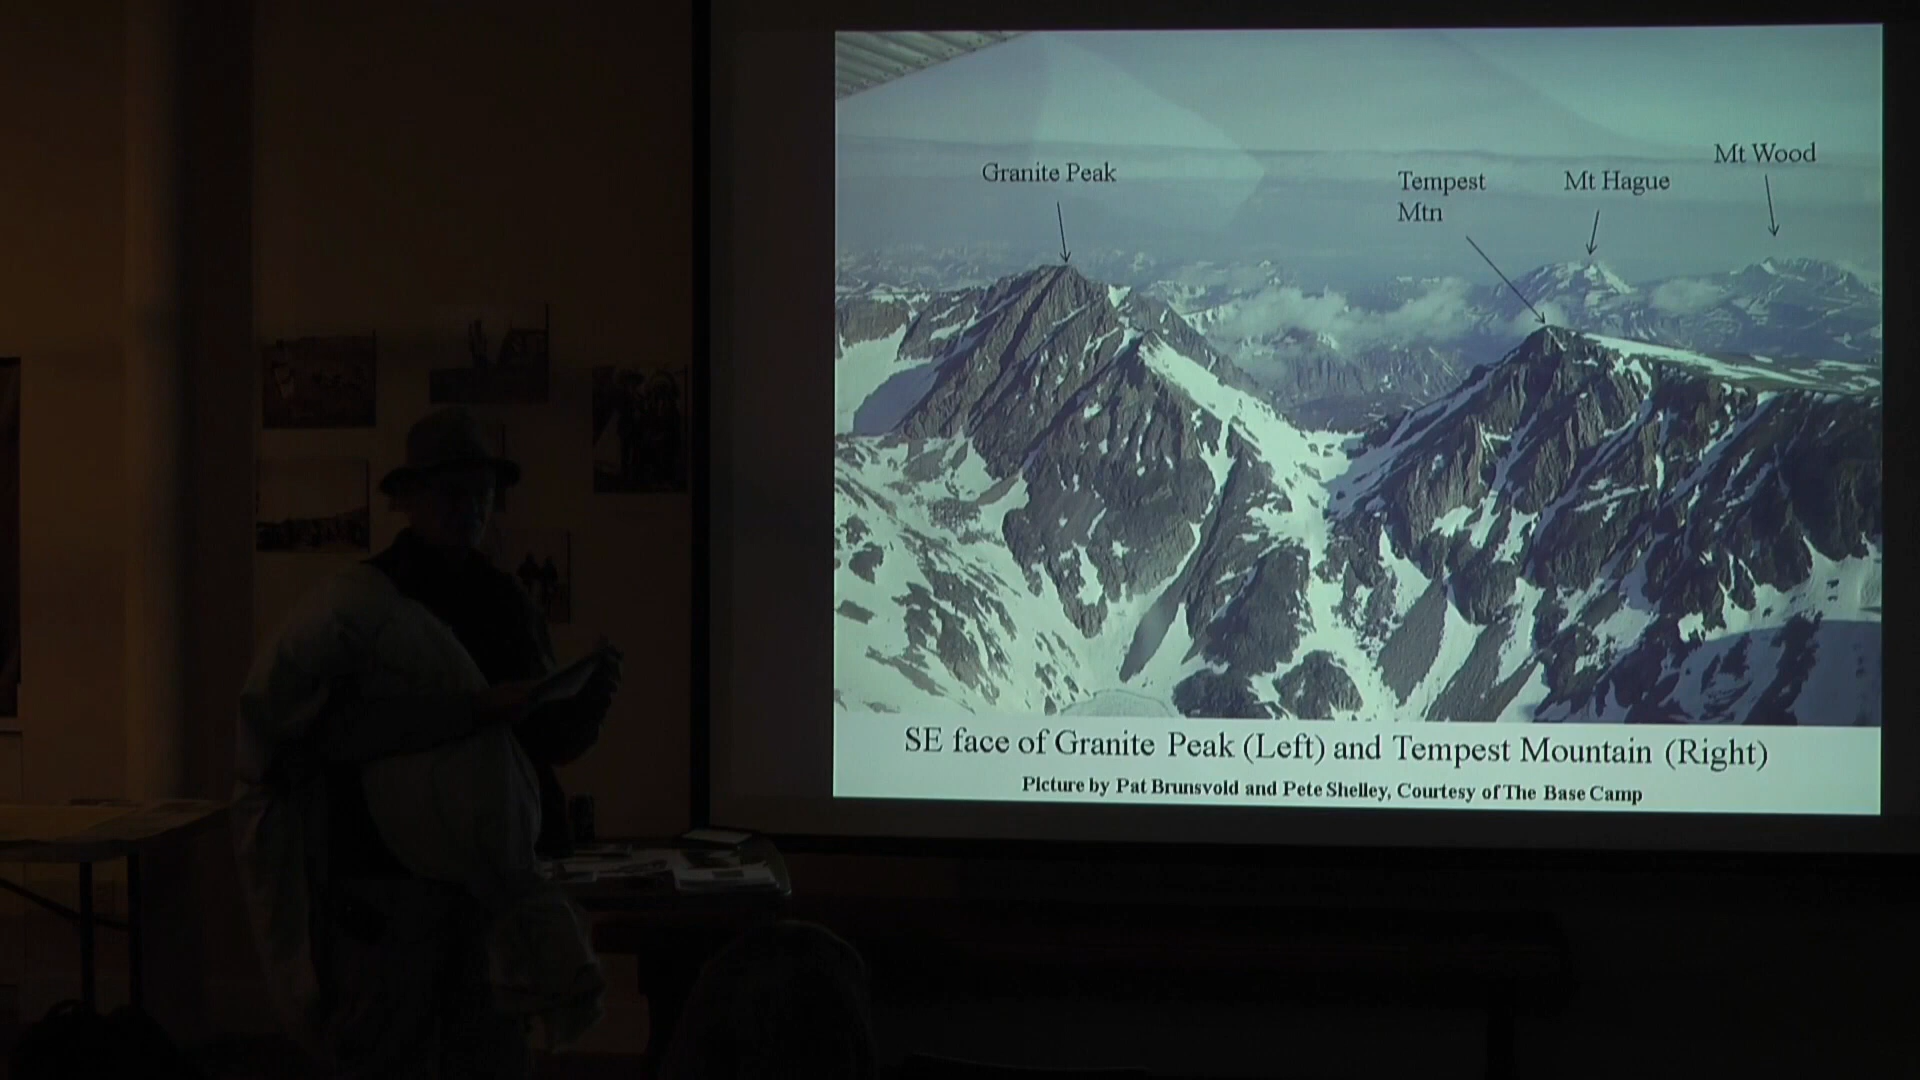 Granite Peak
Tempest
Mtn
Mt Hague
Mt Wood
SE face of Granite Peak (Left) and Tempest Mountain (Right)
Picture by Pat Brunsvold and Pete Shelley, Courtesy of The Base Camp